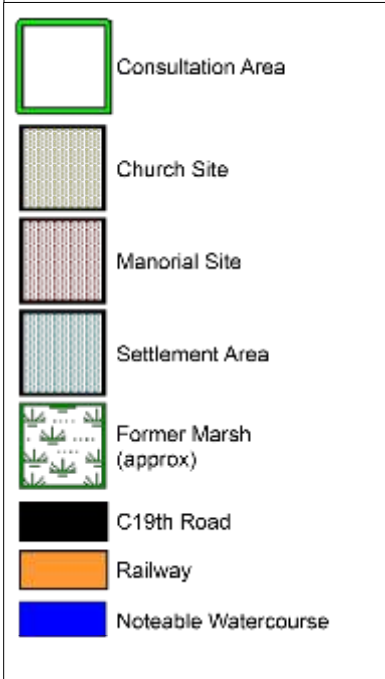 Consultation Area
Church Site
Manorial Site
Settlement Area
Former Marsh
(approx)
C19th Road
Railway
Noteable Watercourse